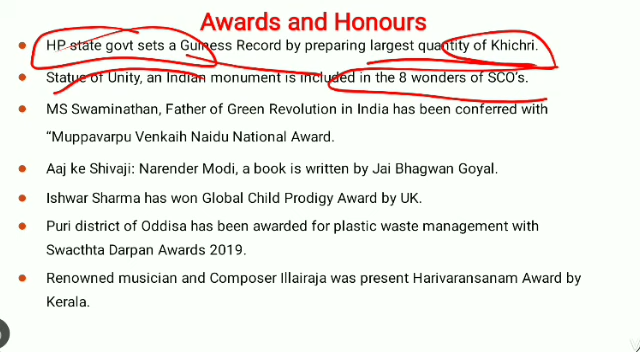 Awards and Honours
HP state govt sets a Guiness Record by preparing largest quantity of Khichri.
Statue of Unity, an Indian monument is included in the 8 wonders of SCO's.
MS Swaminathan, Father of Green Revolution in India has been conferred with
“Muppavarpu Venkaih Naidu National Award.
Aaj ke Shivaji: Narender Modi, a book is written by Jai Bhagwan Goyal.
Ishwar Sharma has won Global Child Prodigy Award by UK.
Puri district of Oddisa has been awarded for plastic waste management with
Swacthta Darpan Awards 2019.
Renowned musician and Composer Illairaja was present Harivaransanam Award by
Kerala.